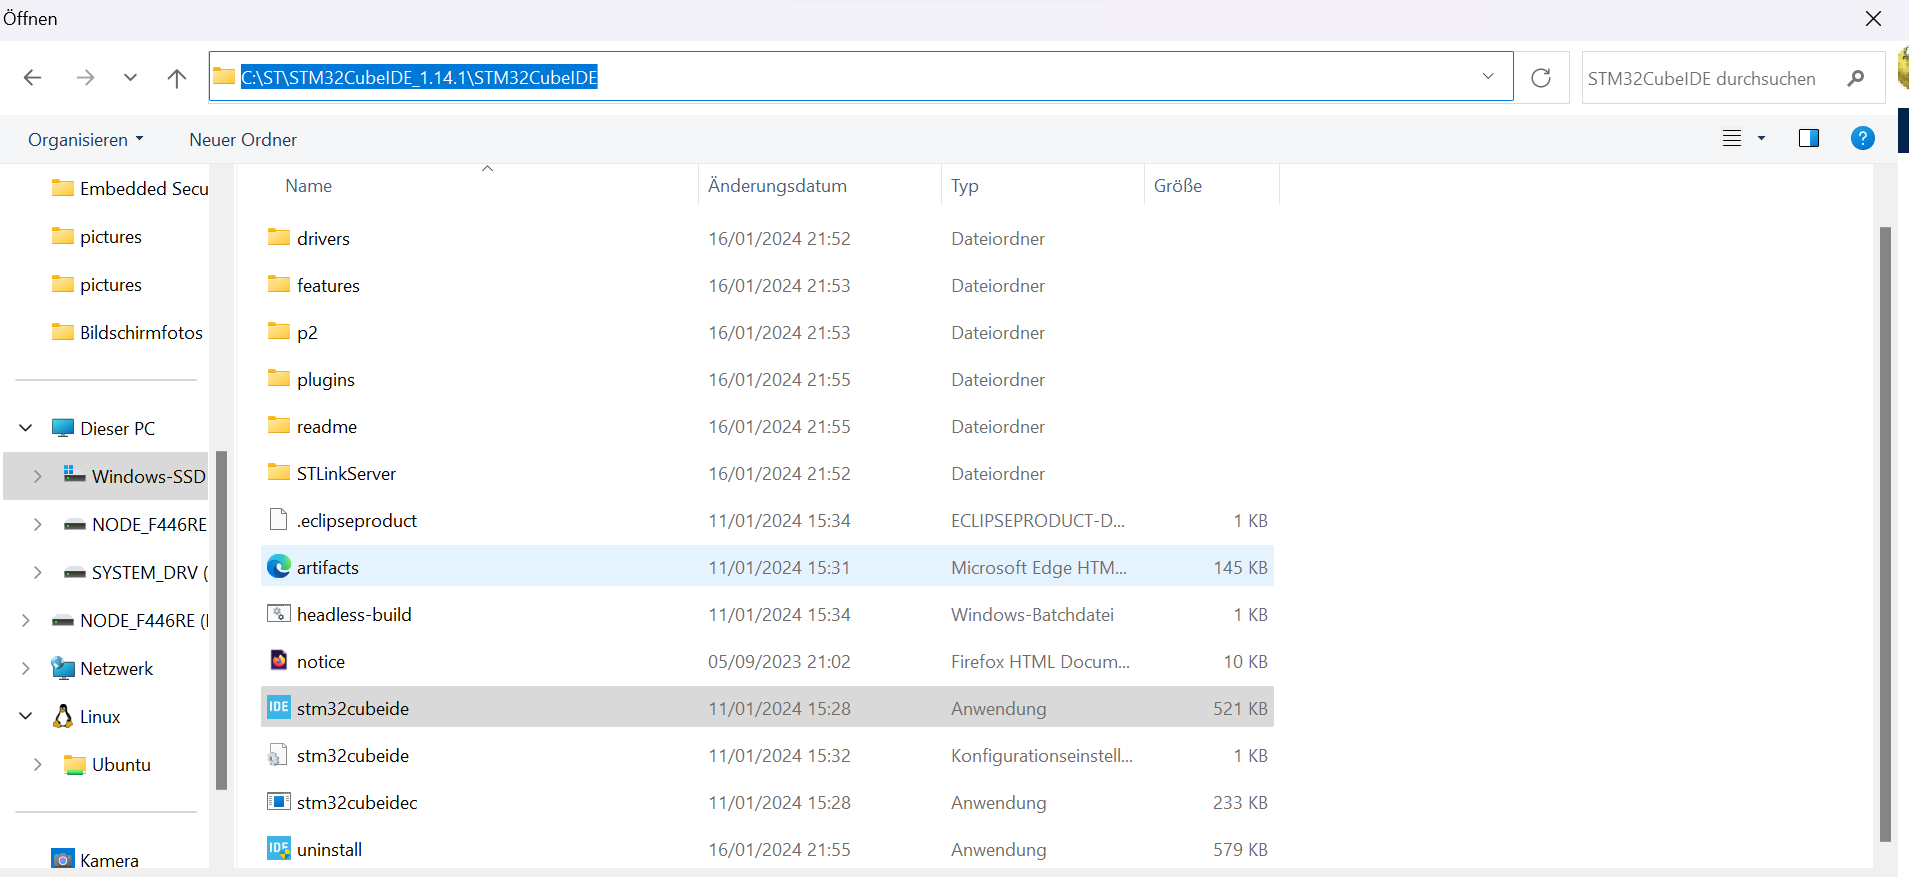 Öffnen
C:\ST\STM32CubeIDE_1.14.1\STM32CubeIDE
STM32CubeIDE durchsuchen
Organisieren
Neuer Ordner
?
Embedded Secu
pictures
pictures
Bildschirmfotos
Dieser PC
Windows-SSD
NODE_F446RE
SYSTEM_DRV (
NODE_F446RE (
Netzwerk
Linux
Ubuntu
Kamera
Name Änderungsdatum Typ Größe
drivers 16/01/2024 21:52 Dateiordner
features 16/01/2024 21:53 Dateiordner
p2 16/01/2024 21:53 Dateiordner
plugins 16/01/2024 21:55 Dateiordner
readme 16/01/2024 21:55 Dateiordner
STLinkServer 16/01/2024 21:52 Dateiordner
.eclipseproduct 11/01/2024 15:34 ECLIPSEPRODUCT-D... 1 KB
artifacts 11/01/2024 15:31 Microsoft Edge HTM... 145 KB
headless-build 11/01/2024 15:34 Windows-Batchdatei 1 KB
notice 05/09/2023 21:02 Firefox HTML Docum... 10 KB
IDE stm32cubeide 11/01/2024 15:28 Anwendung 521 KB
stm32cubeide 11/01/2024 15:32 Konfigurationseinstell... 1 KB
stm32cubeidec 11/01/2024 15:28 Anwendung 233 KB
IDE uninstall 16/01/2024 21:55 Anwendung 579 KB